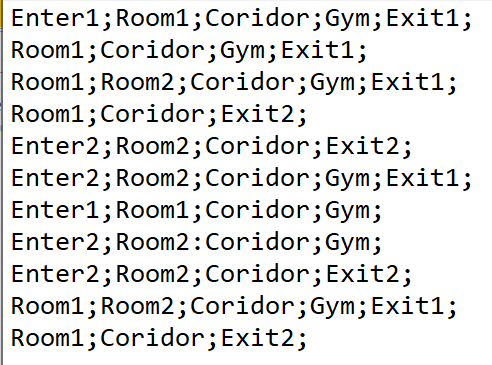 Enter1;Room1;Coridor;Gym;Exit1;
Room1;Coridor;Gym;Exit1;
Room1;Room2;Coridor;Gym;Exit1;
Room1;Coridor;Exit2;
Enter2;Room2;Coridor;Exit2;
Enter2;Room2;Coridor;Gym;Exit1;
Enter1;Room1;Coridor;Gym;
Enter2;Room2:Coridor;Gym;
Enter2;Room2;Coridor;Exit2;
Room1;Room2;Coridor;Gym;Exit1;
Room1;Coridor;Exit2;